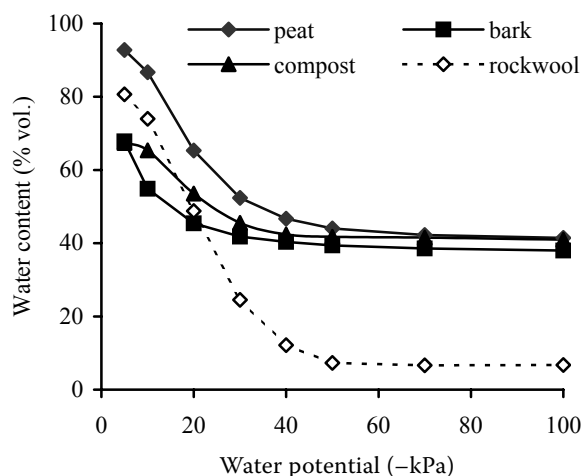 100
peat
bark
compost
rockwool
80
60
40
20
0
Water content (% vol.)
0 20 40 60 80 100
Water potential (–kPa)